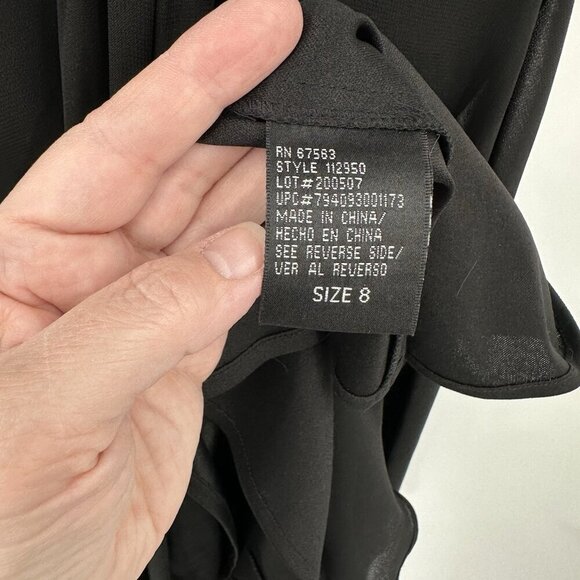 RN 67563
STYLE 112950
LOT#200507
UPC#794093001173
MADE IN CHINA/
HECHO EN CHINA
SEE REVERSE SIDE/
VER AL REVERSO
SIZE 8